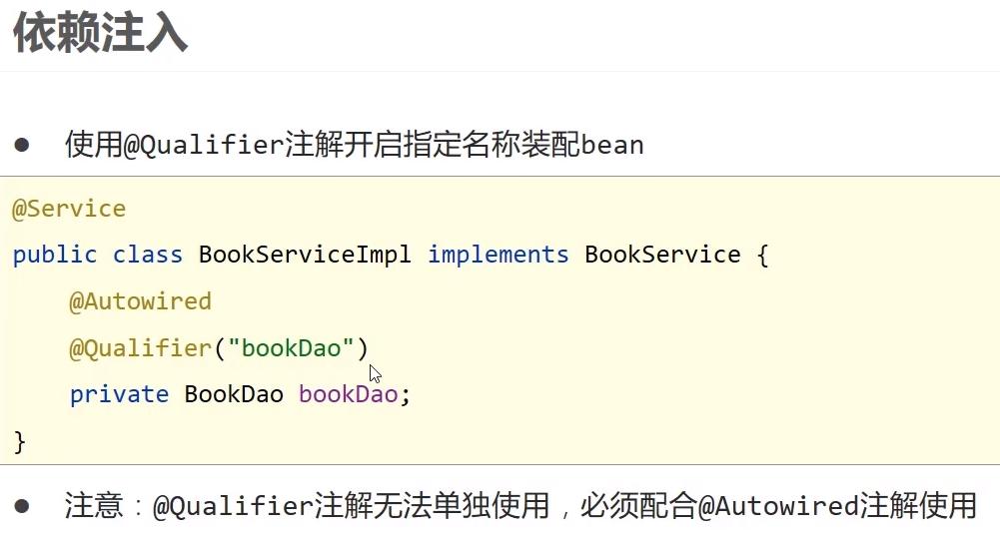 依赖注入
● 使用@Qualifier注解开启指定名称装配bean
@Service
public class BookServiceImpl implements BookService {
    @Autowired
    @Qualifier("bookDao")
    private BookDao bookDao;
}
● 注意：@Qualifier注解无法单独使用，必须配合@Autowired注解使用